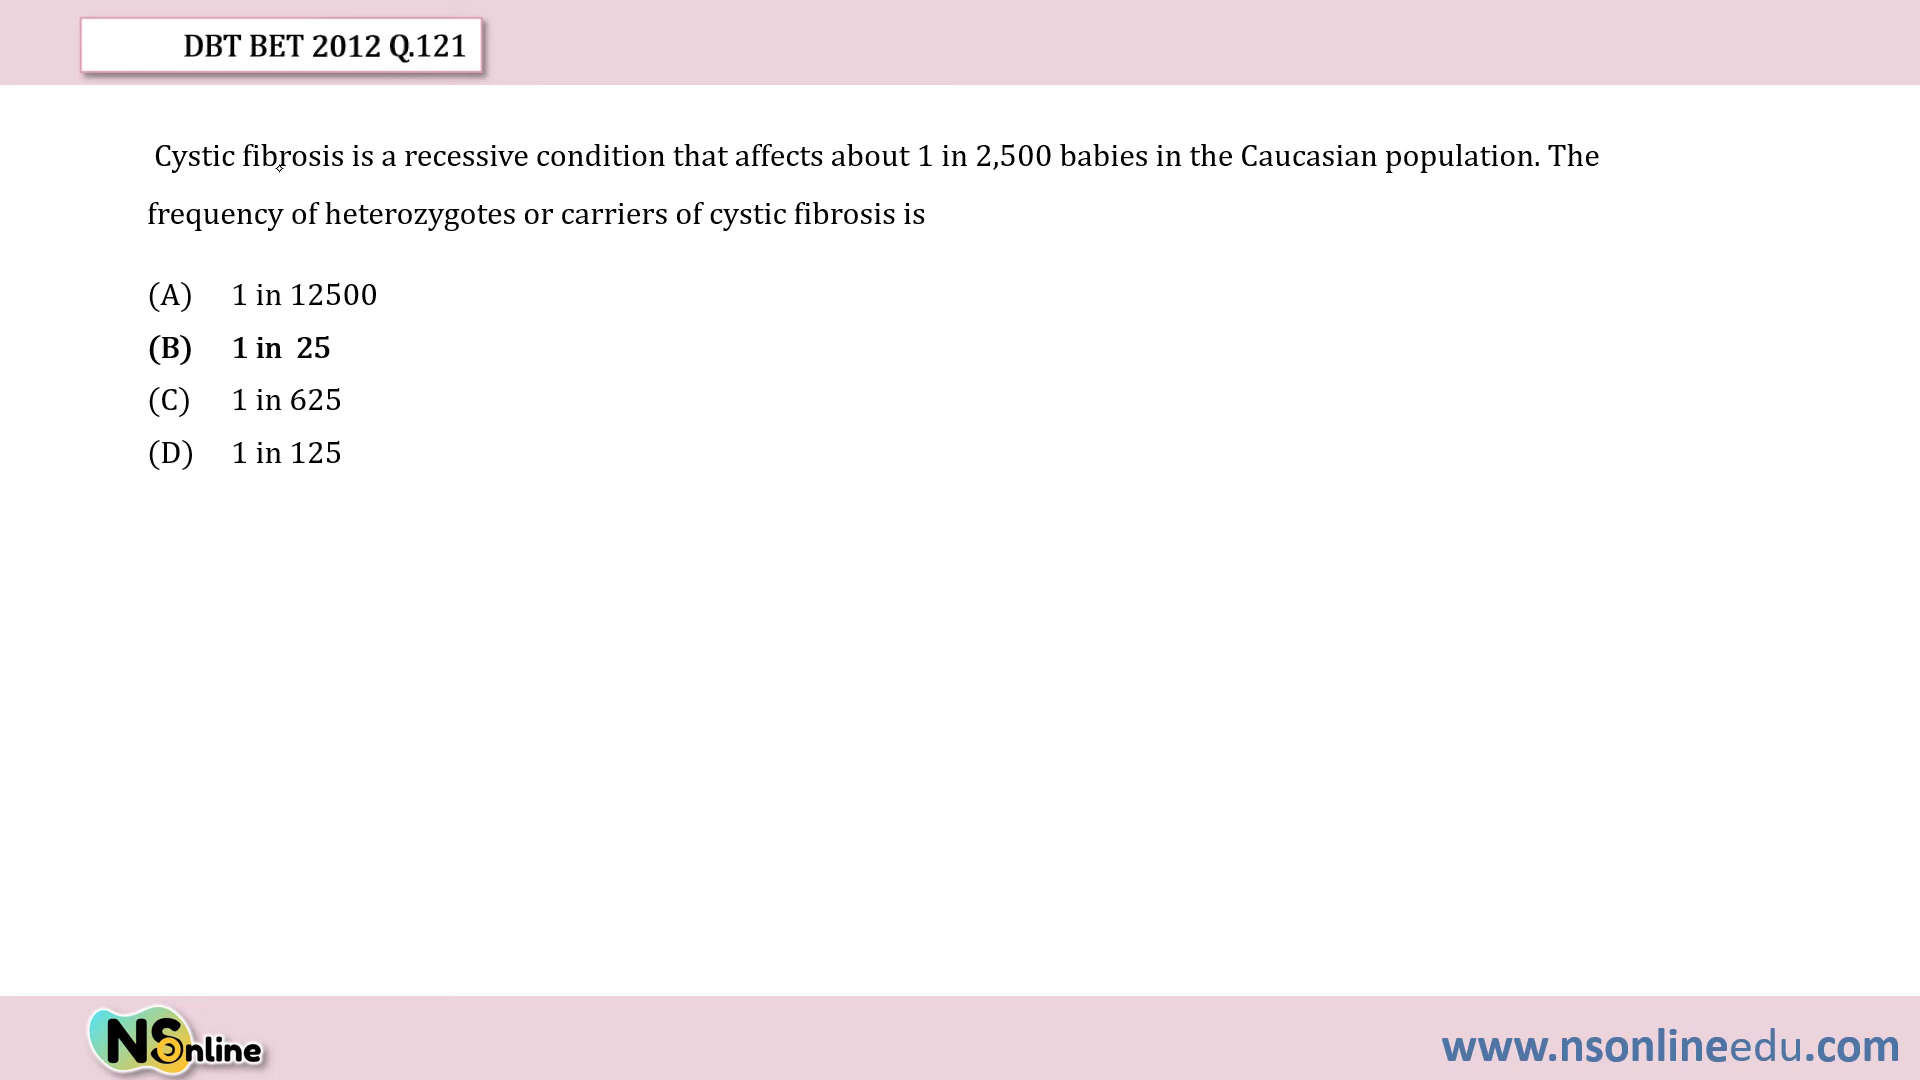 DBT BET 2012 Q.121
Cystic fibrosis is a recessive condition that affects about 1 in 2,500 babies in the Caucasian population. The
frequency of heterozygotes or carriers of cystic fibrosis is
(A) 1 in 12500
(B) 1 in 25
(C) 1 in 625
(D) 1 in 125
NSOnline
www.nsonlineedu.com